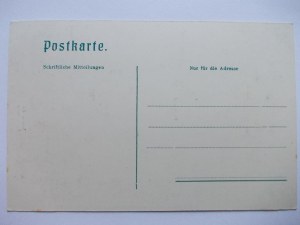 Postkarte.
Schriftliche Mitteilungen
Nur für die Adresse